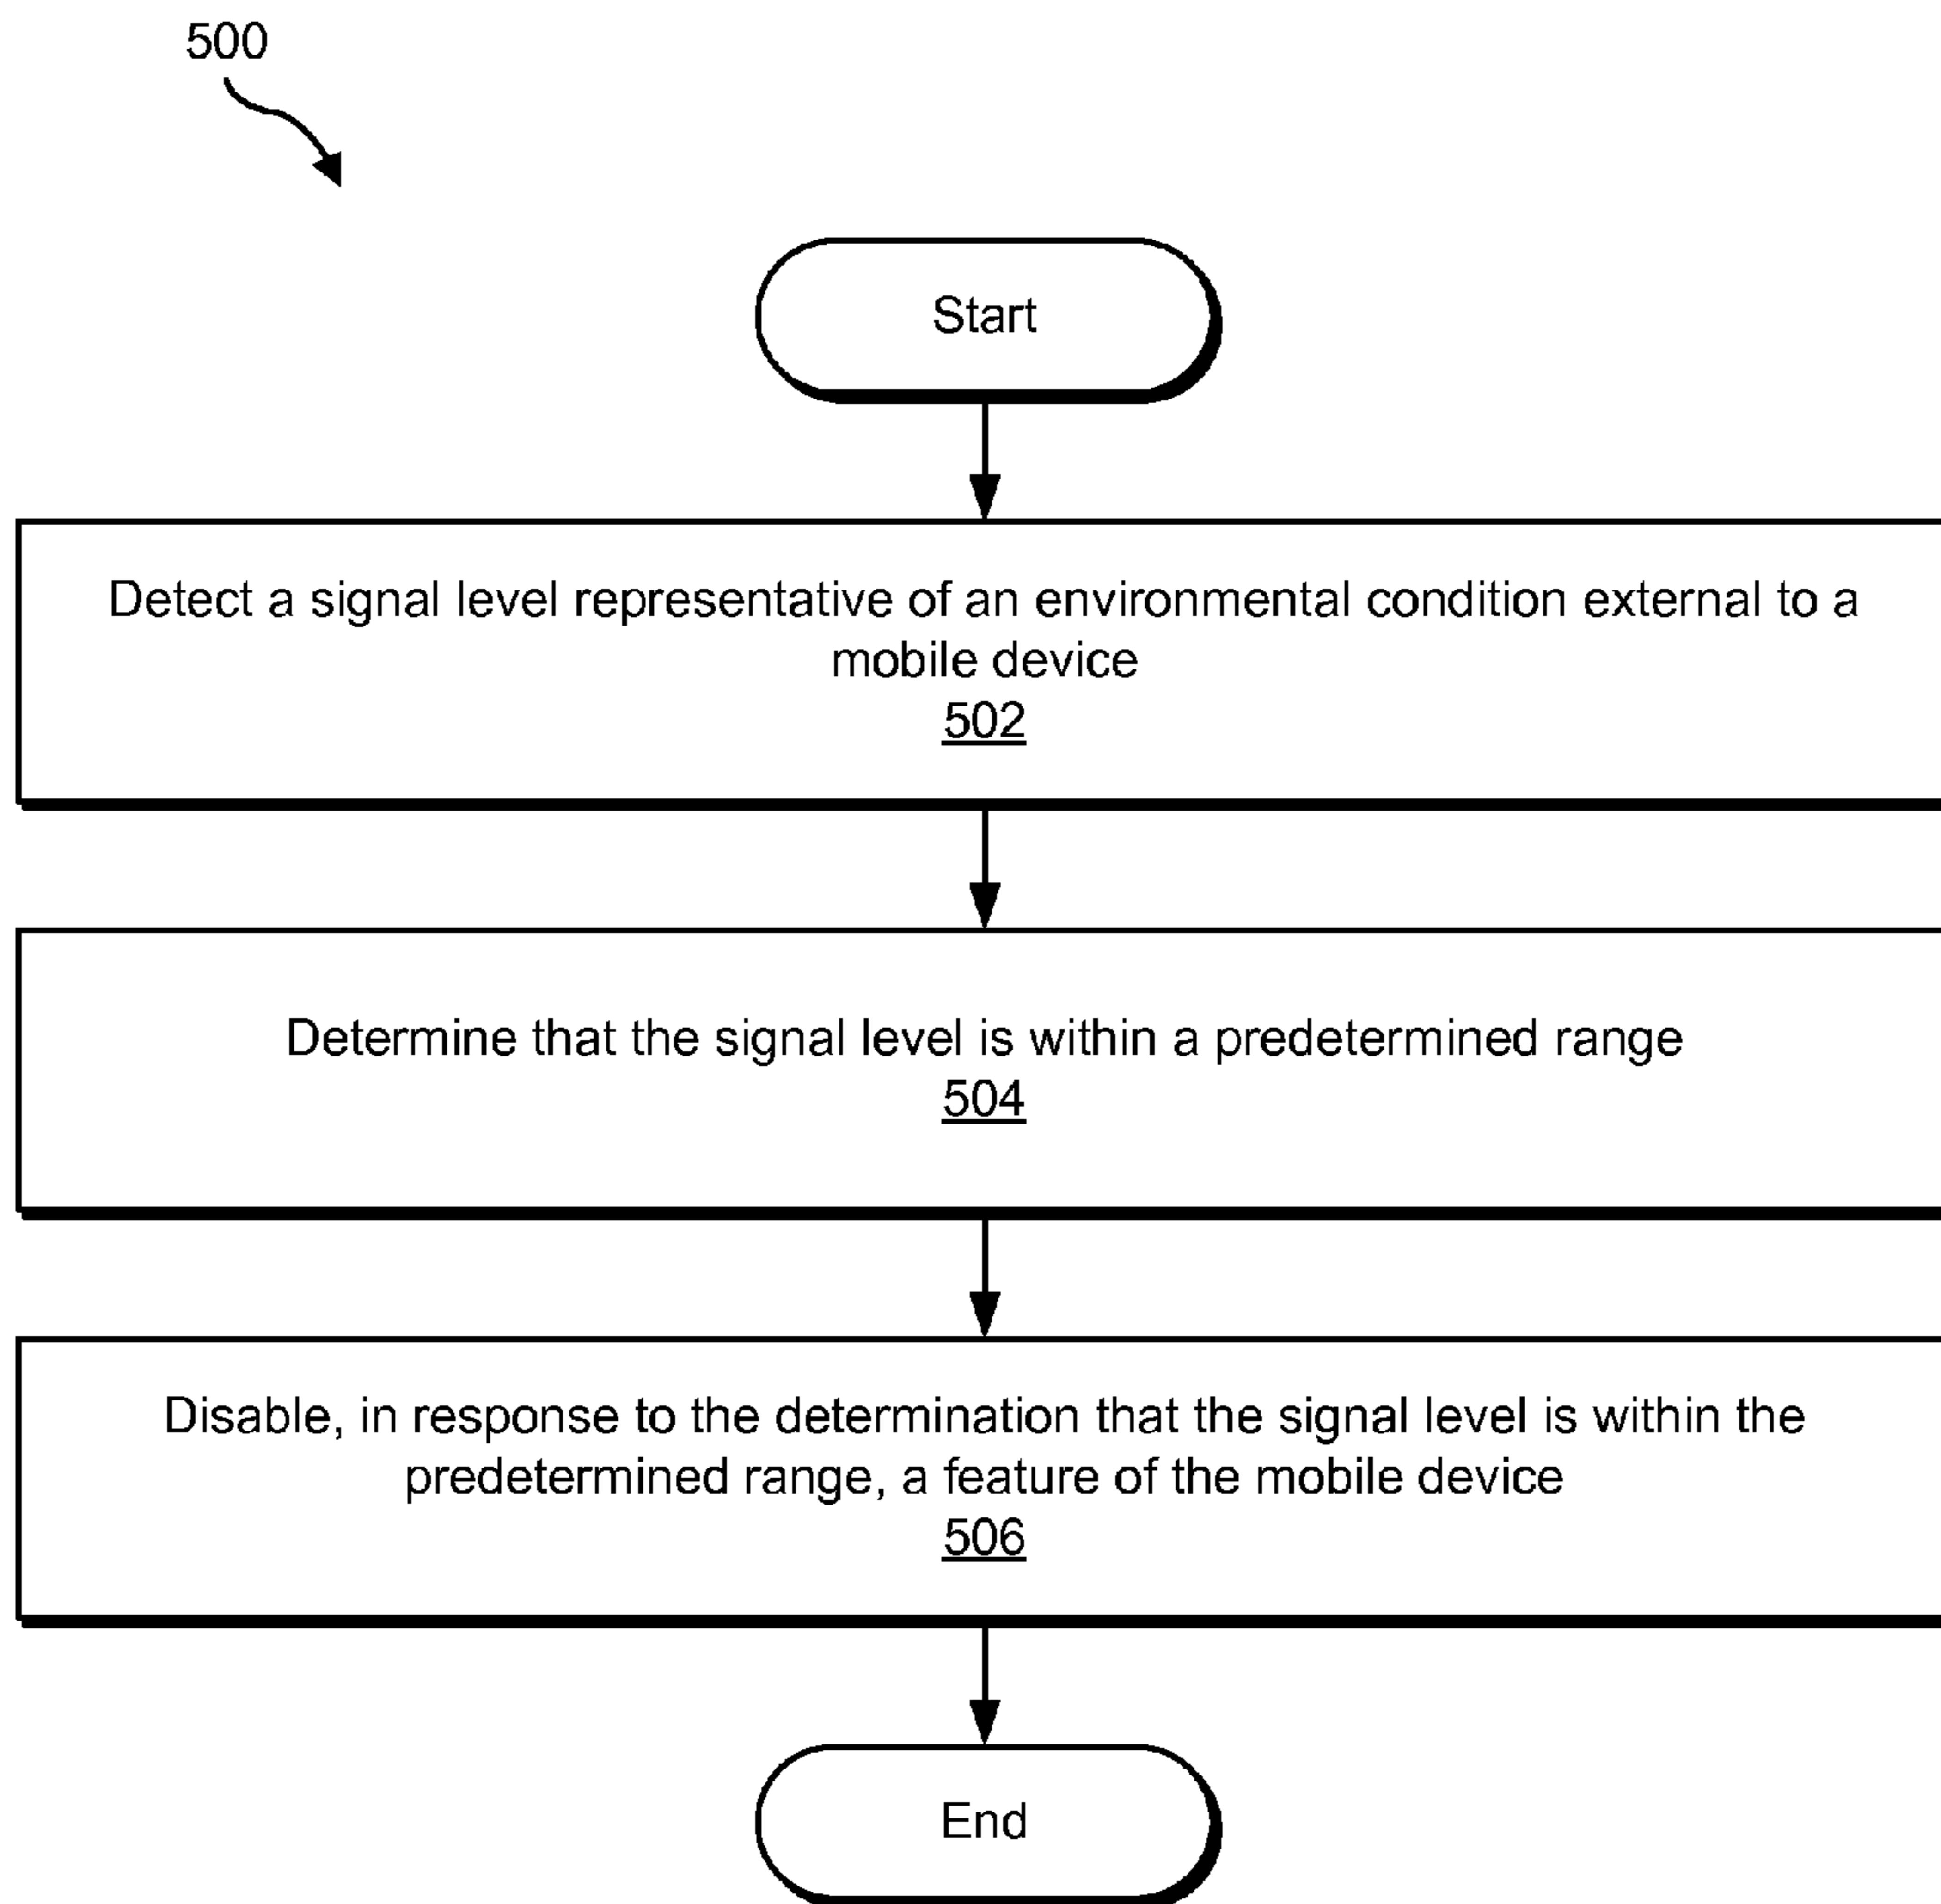 500
Start
Detect a signal level representative of an environmental condition external to a
mobile device
502
Determine that the signal level is within a predetermined range
504
Disable, in response to the determination that the signal level is within the
predetermined range, a feature of the mobile device
506
End